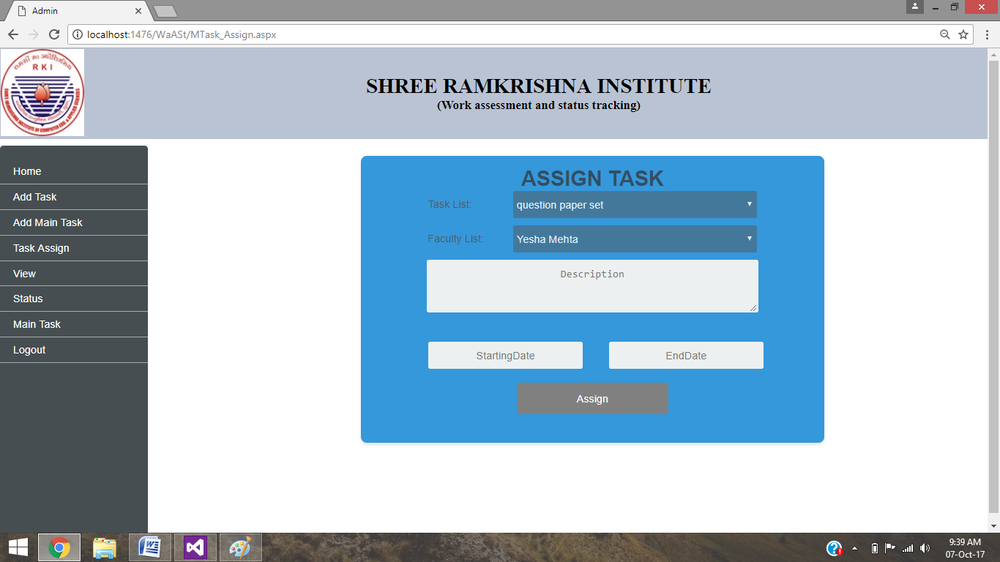 Admin
localhost:1476/WaASt/MTask_Assign.aspx
RKI
SHREE RAMKRISHNA INSTITUTE
(Work assessment and status tracking)
Home
Add Task
Add Main Task
Task Assign
View
Status
Main Task
Logout
ASSIGN TASK
Task List: question paper set
Faculty List: Yesha Mehta
Description
StartingDate EndDate
Assign
9:39 AM
07-Oct-17